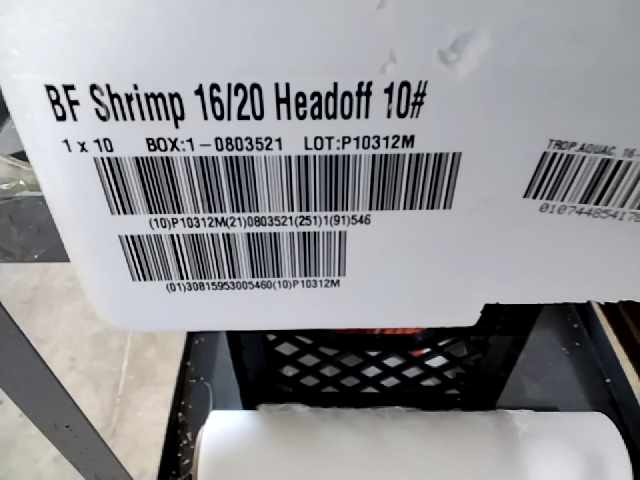 BF Shrimp 16/20 Headoff 10#
1 x 10 BOX:1-0803521 LOT:P10312M
(10)P10312M(21)0803521(251)1(91)546
(01)30815953005460(10)P10312M
TROP.AQUAC. 16-